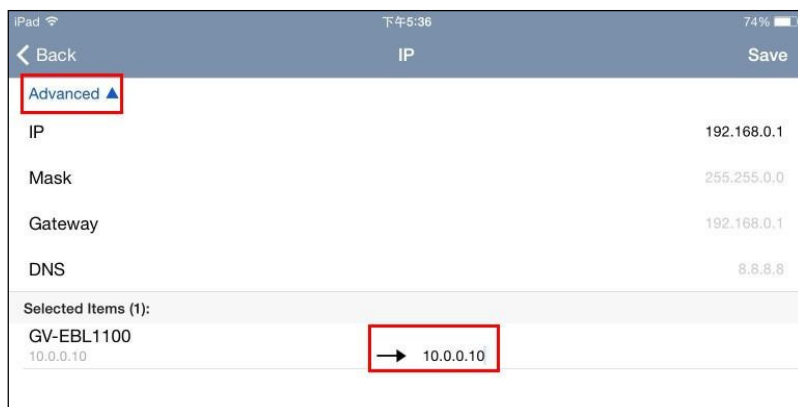 iPad 下午5:36 74%
Back IP Save
Advanced ▲
IP 192.168.0.1
Mask 255.255.0.0
Gateway 192.168.0.1
DNS 8.8.8.8
Selected Items (1):
GV-EBL1100
10.0.0.10 → 10.0.0.10